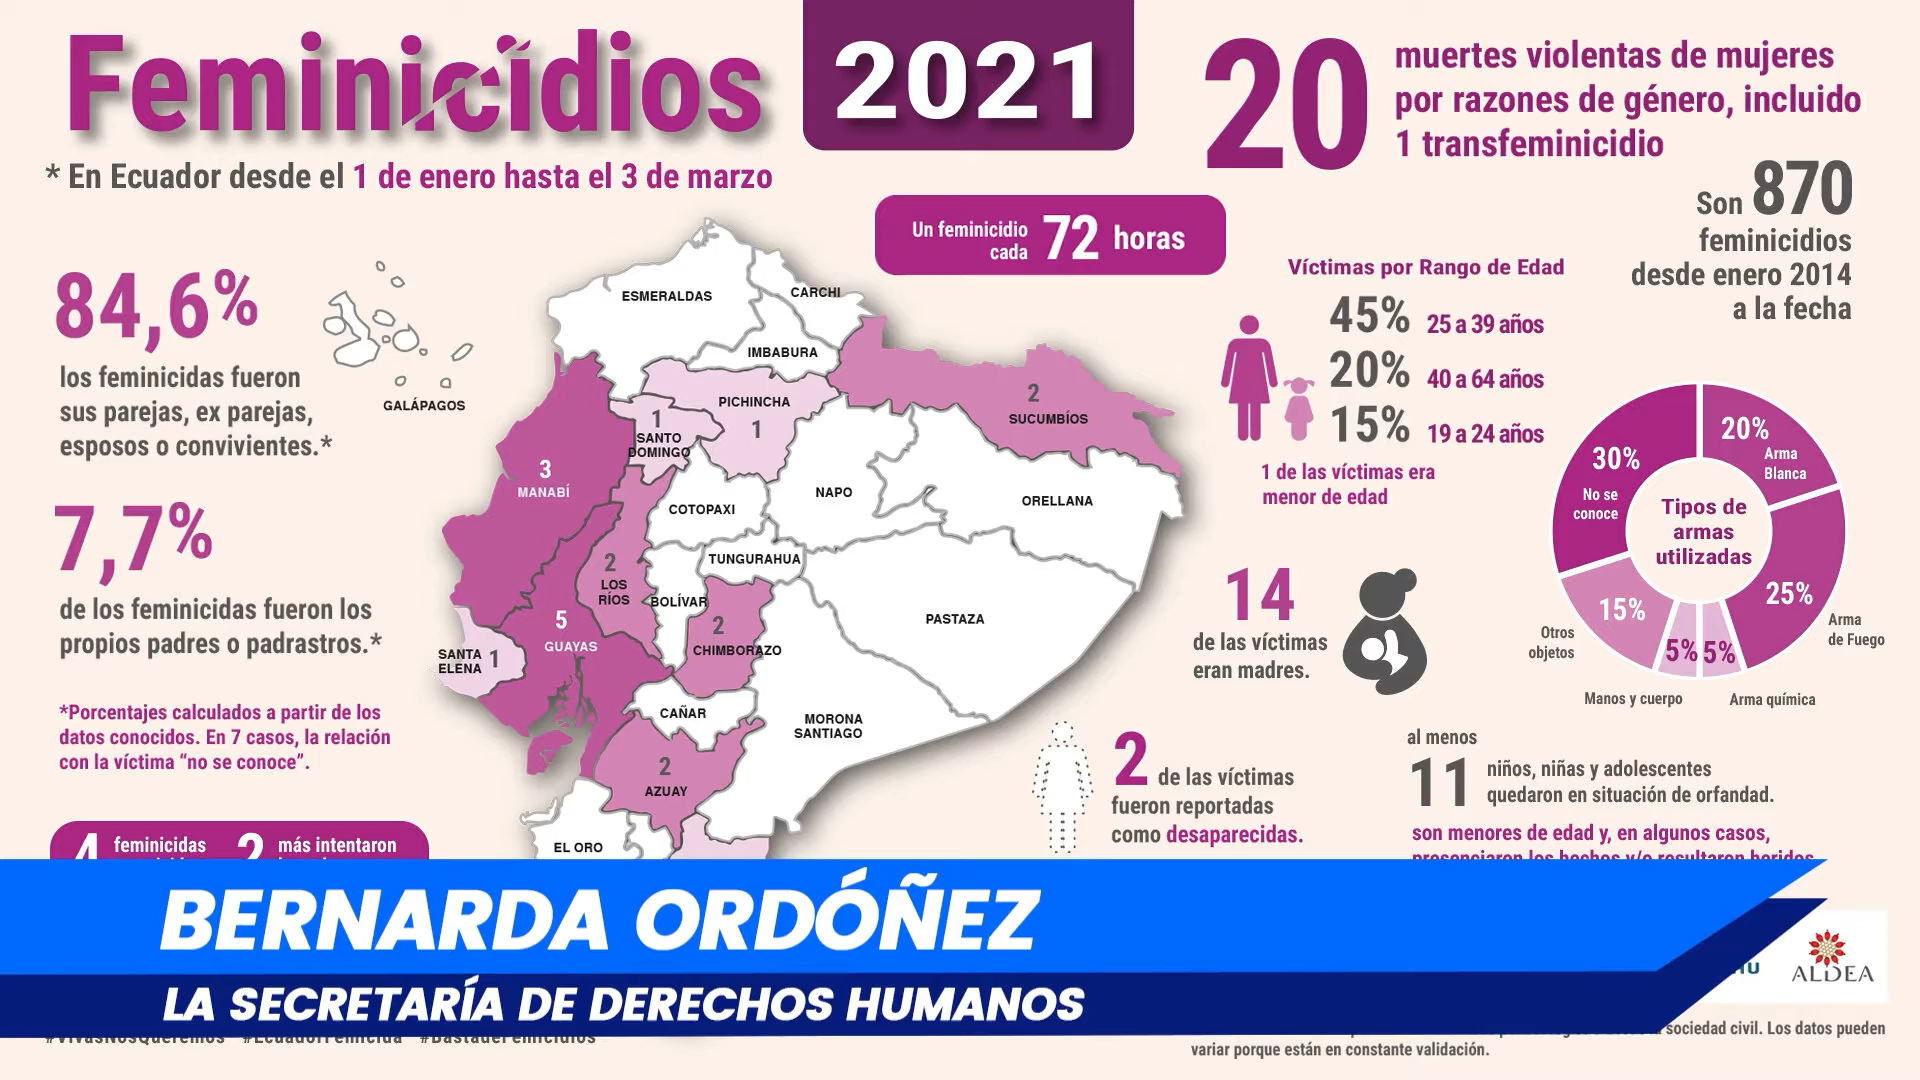 Feminicidios
2021
20
muertes violentas de mujeres
por razones de género, incluido
1 transfeminicidio
* En Ecuador desde el 1 de enero hasta el 3 de marzo
Son 870
feminicidios
desde enero 2014
a la fecha
Un feminicidio
cada
72 horas
84,6%
los feminicidas fueron
sus parejas, ex parejas,
esposos o convivientes.*
7,7%
de los feminicidas fueron los
propios padres o padrastros.*
*Porcentajes calculados a partir de los
datos conocidos. En 7 casos, la relación
con la víctima “no se conoce”.
4
feminicidas
2
más intentaron
GALÁPAGOS
ESMERALDAS
CARCHI
IMBABURA
PICHINCHA
1
1
SANTO
DOMINGO
2
SUCUMBÍOS
3
MANABÍ
COTOPAXI
NAPO
ORELLANA
TUNGURAHUA
2
LOS
RÍOS
BOLÍVAR
5
GUAYAS
2
CHIMBORAZO
PASTAZA
SANTA
ELENA
1
CAÑAR
MORONA
SANTIAGO
2
AZUAY
EL ORO
Víctimas por Rango de Edad
45% 25 a 39 años
20% 40 a 64 años
15% 19 a 24 años
1 de las víctimas era
menor de edad
14
de las víctimas
eran madres.
2 de las víctimas
fueron reportadas
como desaparecidas.
Tipos de
armas
utilizadas
20%
Arma
Blanca
25%
Arma
de Fuego
5%
Arma química
5%
Manos y cuerpo
15%
Otros
objetos
30%
No se
conoce
al menos
11
niños, niñas y adolescentes
quedaron en situación de orfandad.
son menores de edad y, en algunos casos,
presenciaron los hechos y/o resultaron heridos
BERNARDA ORDÓÑEZ
LA SECRETARÍA DE DERECHOS HUMANOS
ALDEA
#VivasNosQueremos #EcuadorFemicida #BastadeFemicidios
sociedad civil. Los datos pueden
variar porque están en constante validación.